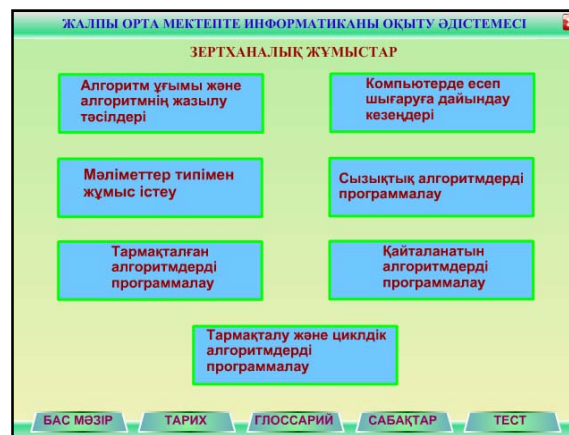 ЖАЛПЫ ОРТА МЕКТЕПТЕ ИНФОРМАТИКАНЫ ОҚЫТУ ӘДІСТЕМЕСІ
ЗЕРТХАНАЛЫҚ ЖҰМЫСТАР
Алгоритм ұғымы және
алгоритмнің жазылу
тәсілдері
Компьютерде есеп
шығаруға дайындау
кезеңдері
Мәліметтер типімен
жұмыс істеу
Сызықтық алгоритмдерді
программалау
Тармақталған
алгоритмдерді
программалау
Қайталанатын
алгоритмдерді
программалау
Тармақталу және циклдік
алгоритмдерді
программалау
БАС МӘЗІР ТАРИХ ГЛОССАРИЙ САБАҚТАР ТЕСТ